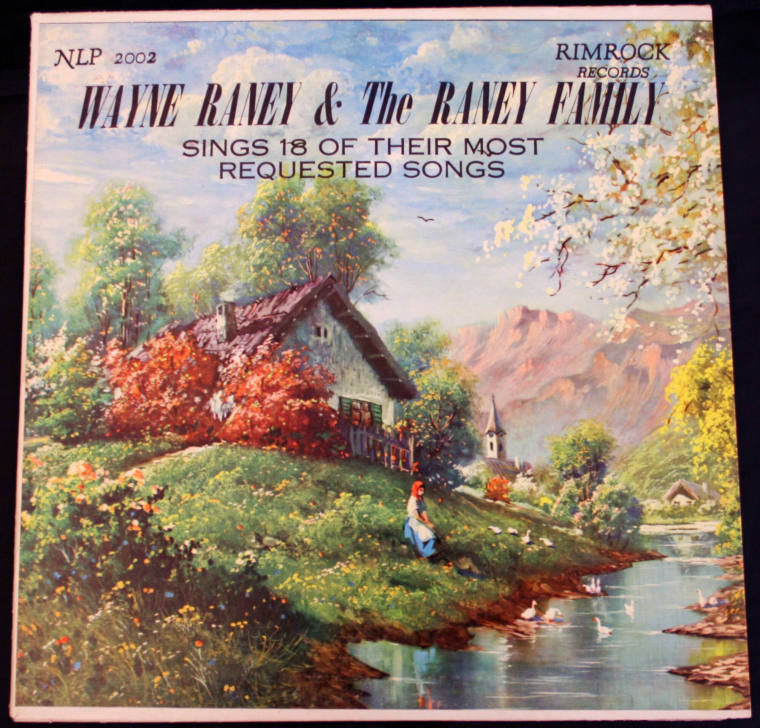 NLP 2002
RIMROCK
RECORDS
WAYNE RANEY & The RANEY FAMILY
SINGS 18 OF THEIR MOST
REQUESTED SONGS